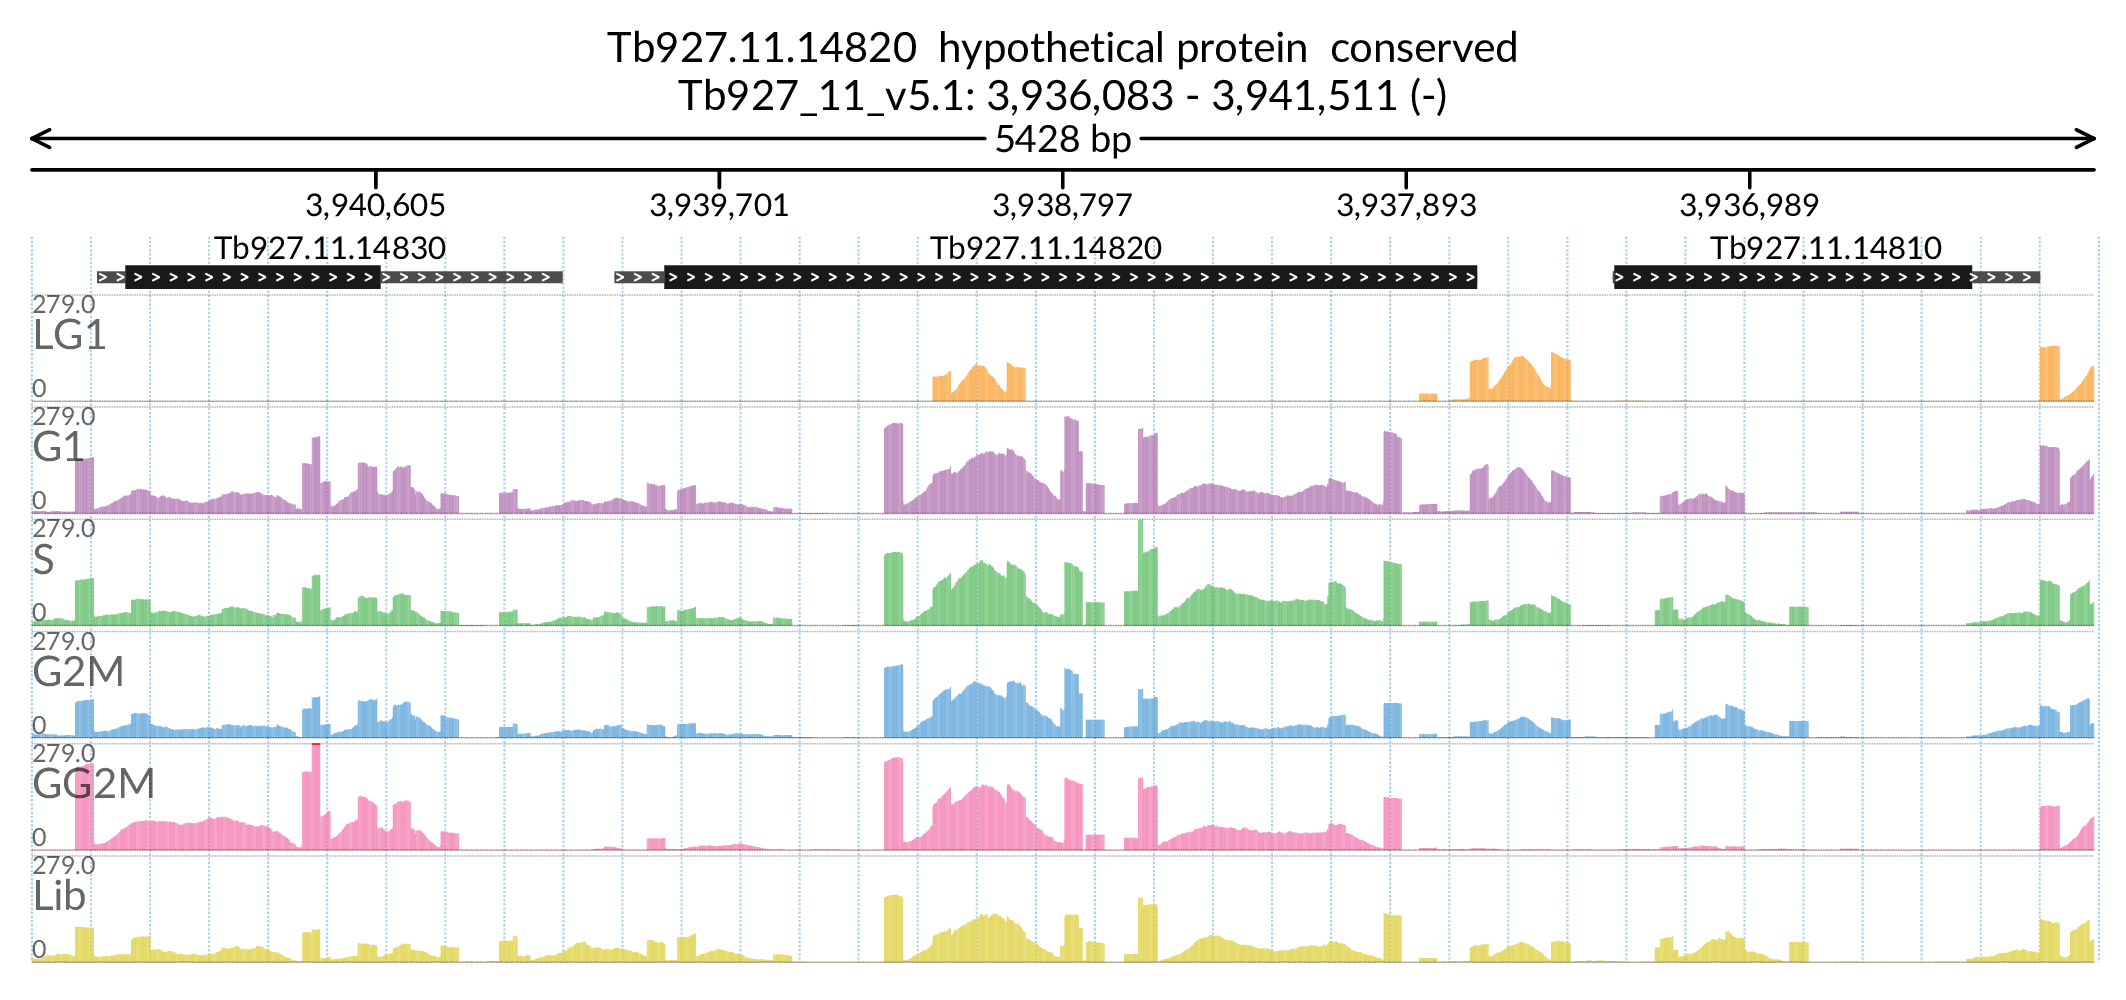 Tb927.11.14820  hypothetical protein  conserved
Tb927_11_v5.1: 3,936,083 - 3,941,511 (-)
5428 bp
3,940,605 3,939,701 3,938,797 3,937,893 3,936,989
Tb927.11.14830 Tb927.11.14820 Tb927.11.14810
279.0
LG1
0
279.0
G1
0
279.0
S
0
279.0
G2M
0
279.0
GG2M
0
279.0
Lib
0